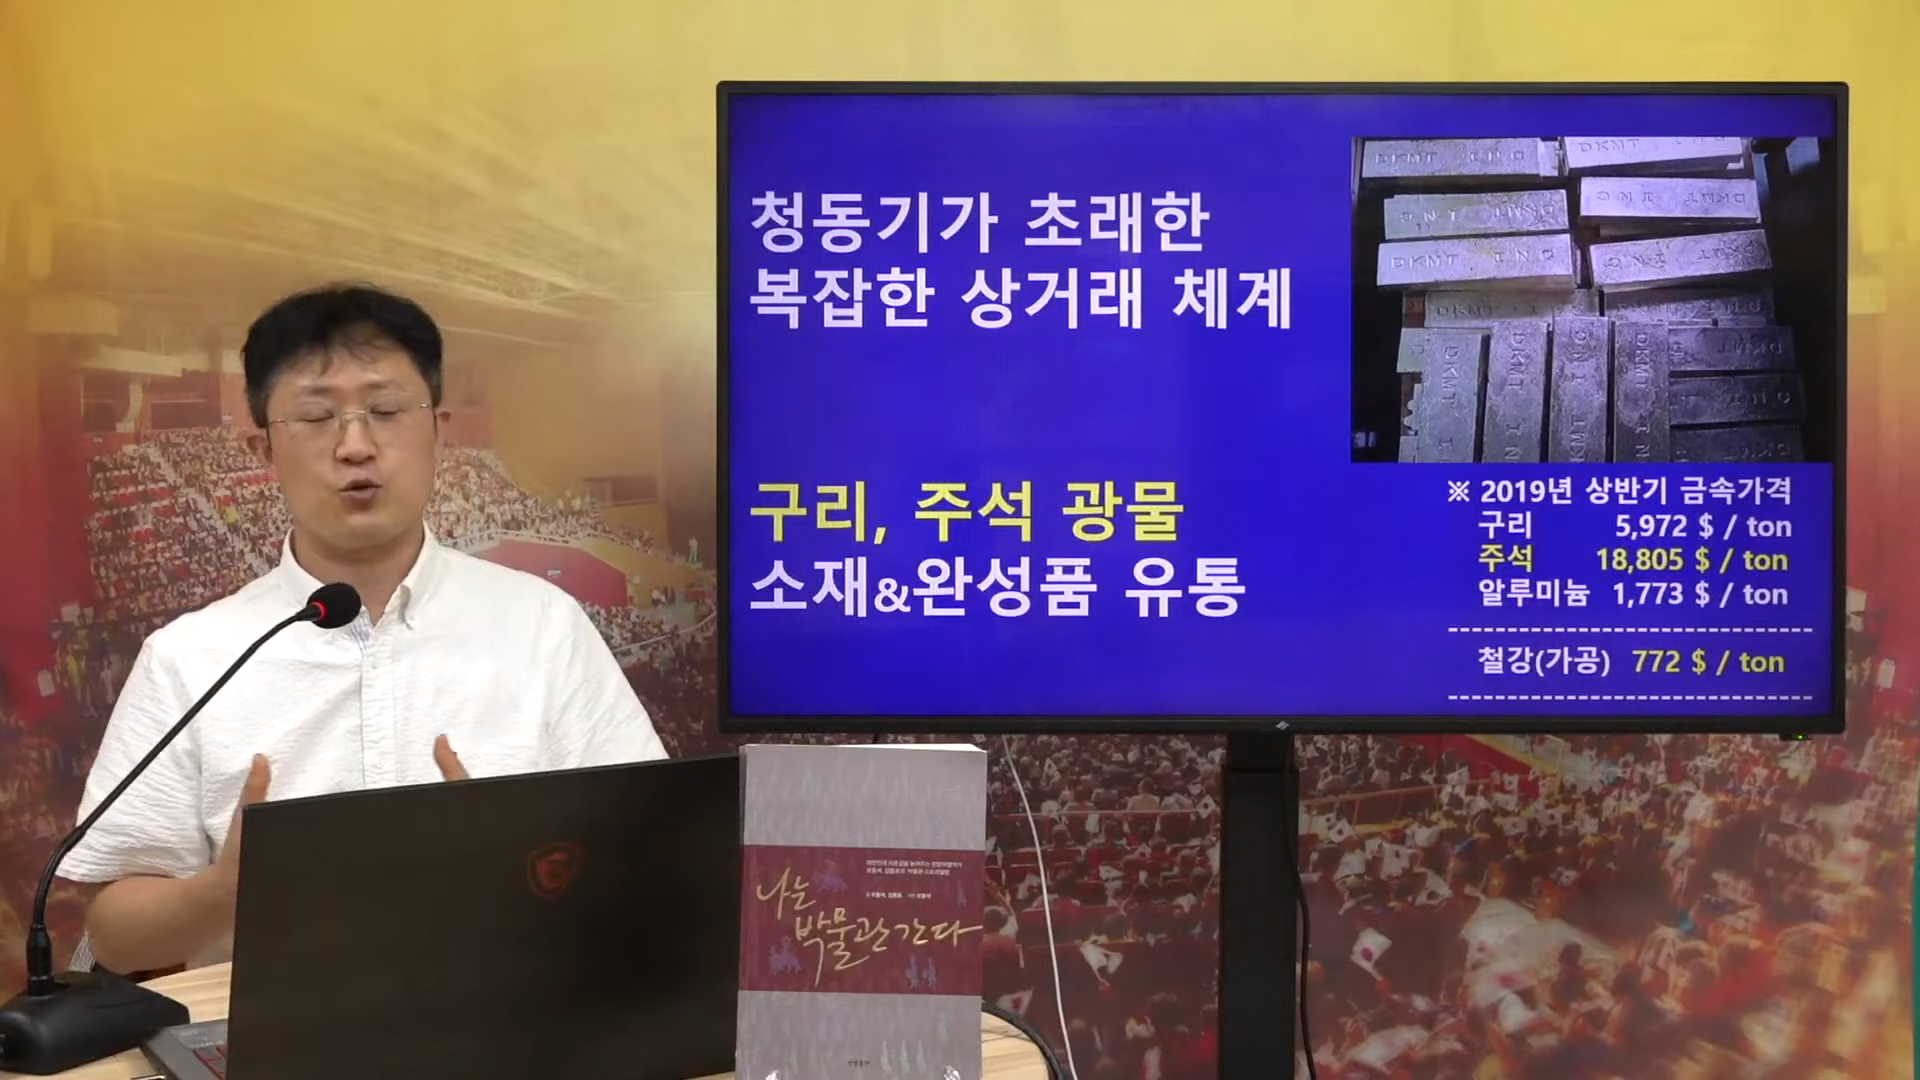 청동기가 초래한
복잡한 상거래 체계
구리, 주석 광물
소재&완성품 유통
DKMT IND
※ 2019년 상반기 금속가격
구리 5,972 $ / ton
주석 18,805 $ / ton
알루미늄 1,773 $ / ton
철강(가공) 772 $ / ton
나는
박물관 간다